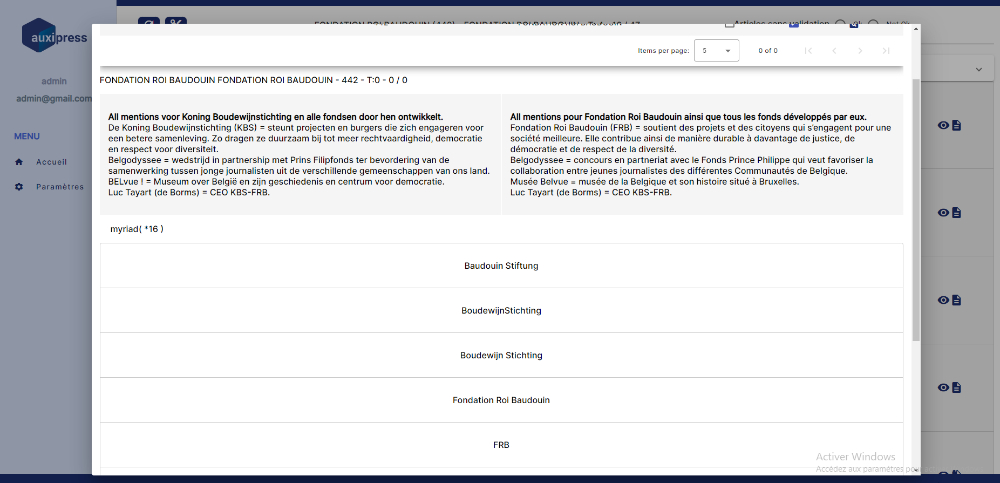 auxipress
admin
admin@gmail.com
MENU
Accueil
Paramètres
Items per page: 5 0 of 0
FONDATION ROI BAUDOUIN FONDATION ROI BAUDOUIN - 442 - T:0 - 0 / 0
All mentions voor Koning Boudewijnstichting en alle fondsen door hen ontwikkelt.
De Koning Boudewijnstichting (KBS) = steunt projecten en burgers die zich engageren voor
een betere samenleving. Zo dragen ze duurzaam bij tot meer rechtvaardigheid, democratie
en respect voor diversiteit.
Belgodyssee = wedstrijd in partnership met Prins Filipfonds ter bevordering van de
samenwerking tussen jonge journalisten uit de verschillende gemeenschappen van ons land.
BELvue ! = Museum over België en zijn geschiedenis en centrum voor democratie.
Luc Tayart (de Borms) = CEO KBS-FRB.
All mentions pour Fondation Roi Baudouin ainsi que tous les fonds développés par eux.
Fondation Roi Baudouin (FRB) = soutient des projets et des citoyens qui s’engagent pour une
société meilleure. Elle contribue ainsi de manière durable à davantage de justice, de
démocratie et de respect de la diversité.
Belgodyssee = concours en partneriat avec le Fonds Prince Philippe qui veut favoriser la
collaboration entre jeunes journalistes des différentes Communautés de Belgique.
Musée Belvue = musée de la Belgique et son histoire situé à Bruxelles.
Luc Tayart (de Borms) = CEO KBS-FRB.
myriad( *16 )
Baudouin Stiftung
BoudewijnStichting
Boudewijn Stichting
Fondation Roi Baudouin
FRB
Activer Windows
Accédez aux paramètres pour